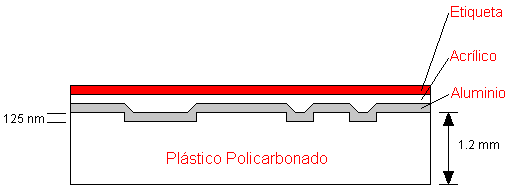 Etiqueta
Acrílico
Aluminio
125 nm
1.2 mm
Plástico Policarbonado